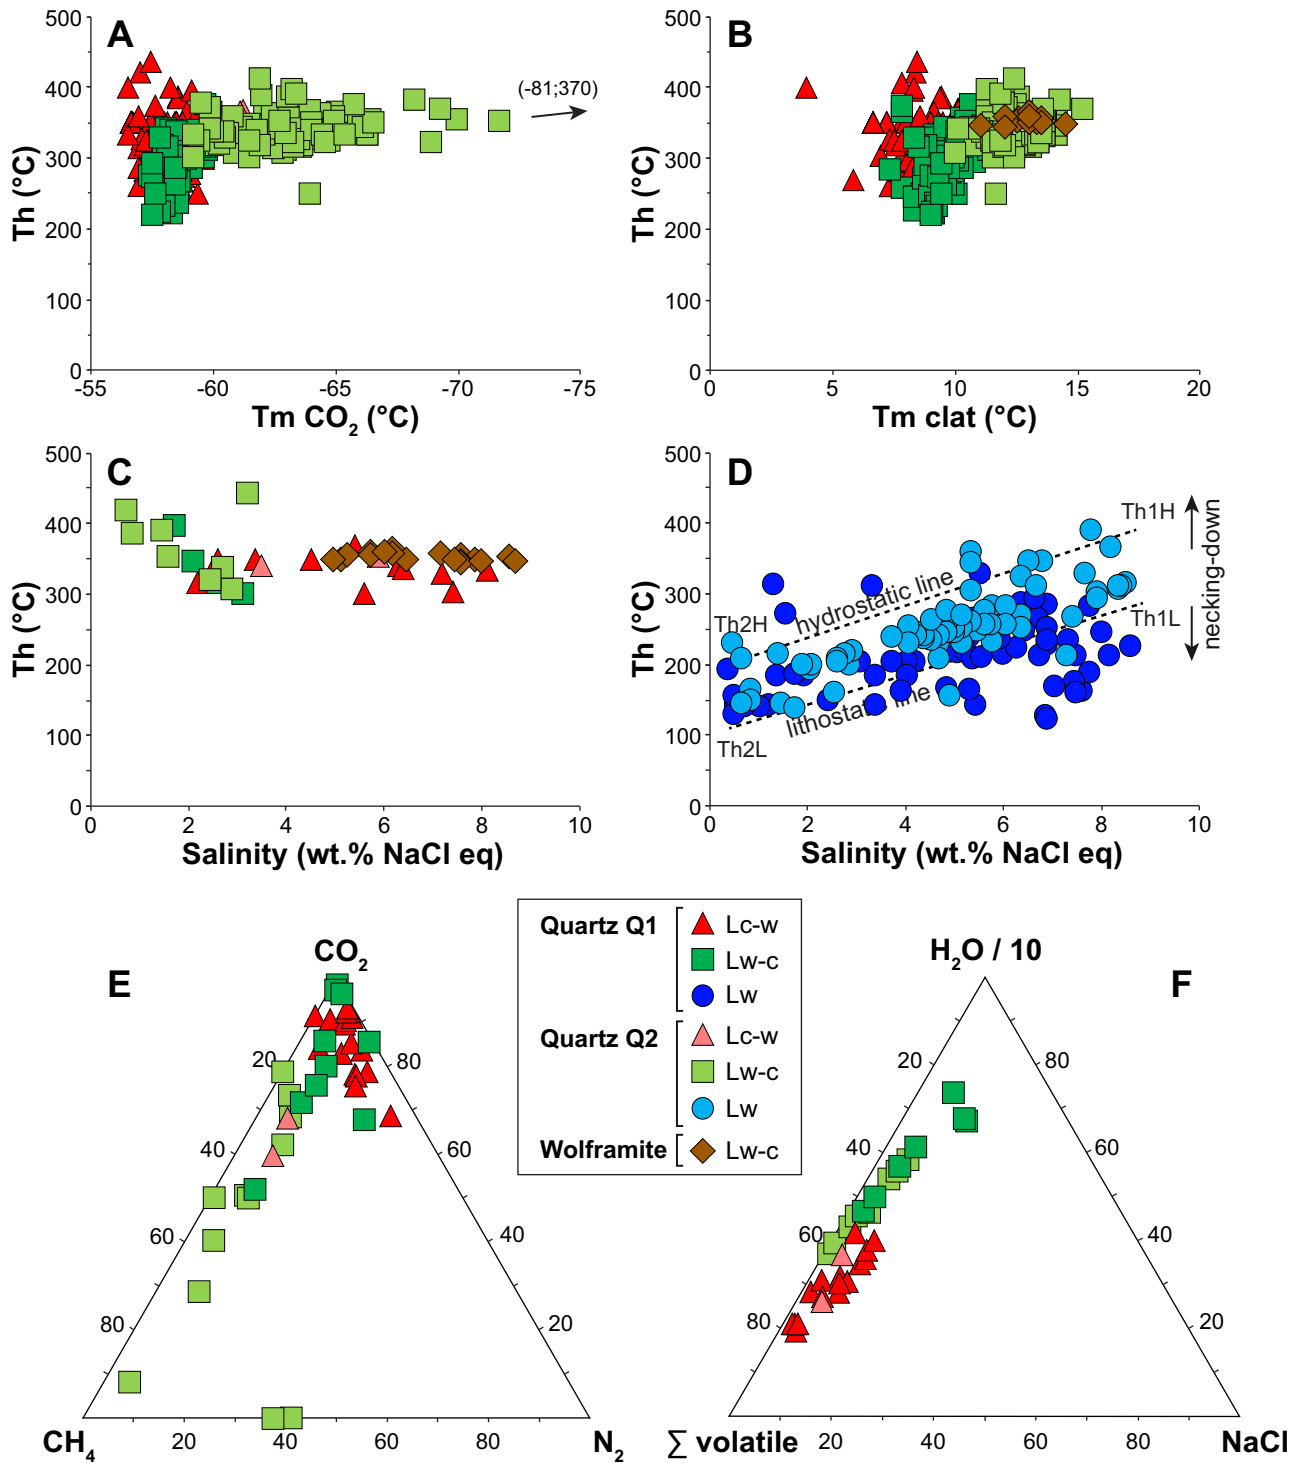 A
Th (°C)
500
400
300
200
100
0
(-81;370)
-55
-60
-65
-70
-75
Tm CO2 (°C)
B
Th (°C)
500
400
300
200
100
0
0
5
10
15
20
Tm clat (°C)
C
Th (°C)
500
400
300
200
100
0
0
2
4
6
8
10
Salinity (wt.% NaCl eq)
D
Th (°C)
500
400
300
200
100
0
Th1H
Th2H
hydrostatic line
Th1L
lithostatic line
Th2L
necking-down
0
2
4
6
8
10
Salinity (wt.% NaCl eq)
Quartz Q1
Lc-w
Lw-c
Lw
Quartz Q2
Lc-w
Lw-c
Lw
Wolframite
Lw-c
E
CO2
20
80
40
60
60
40
80
20
CH4
20
40
60
80
N2
F
H2O / 10
20
80
40
60
60
40
80
20
∑ volatile
20
40
60
80
NaCl